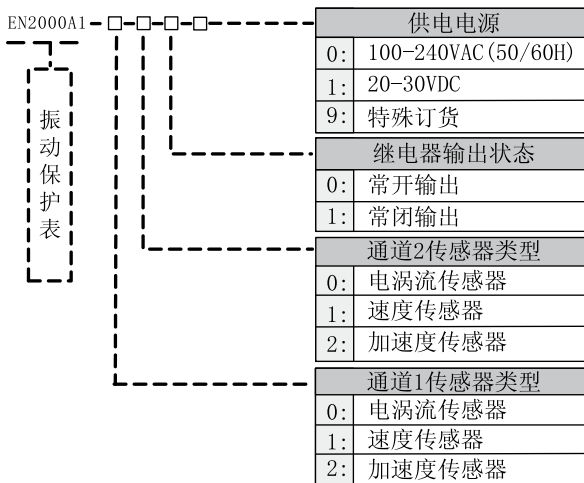 EN2000A1-□-□-□-□
振动保护表
供电电源
0: 100-240VAC(50/60H)
1: 20-30VDC
9: 特殊订货
继电器输出状态
0: 常开输出
1: 常闭输出
通道2传感器类型
0: 电涡流传感器
1: 速度传感器
2: 加速度传感器
通道1传感器类型
0: 电涡流传感器
1: 速度传感器
2: 加速度传感器